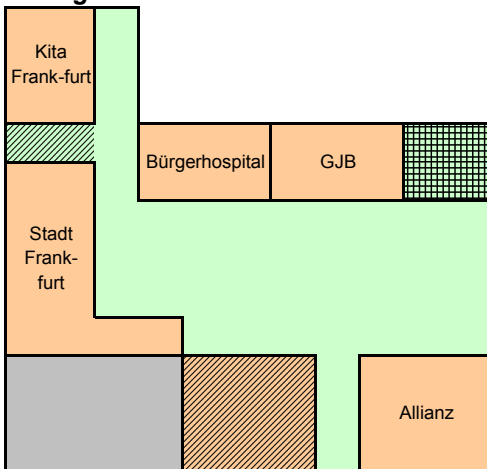 Kita
Frank-furt
Bürgerhospital
GJB
Stadt
Frank-
furt
Allianz